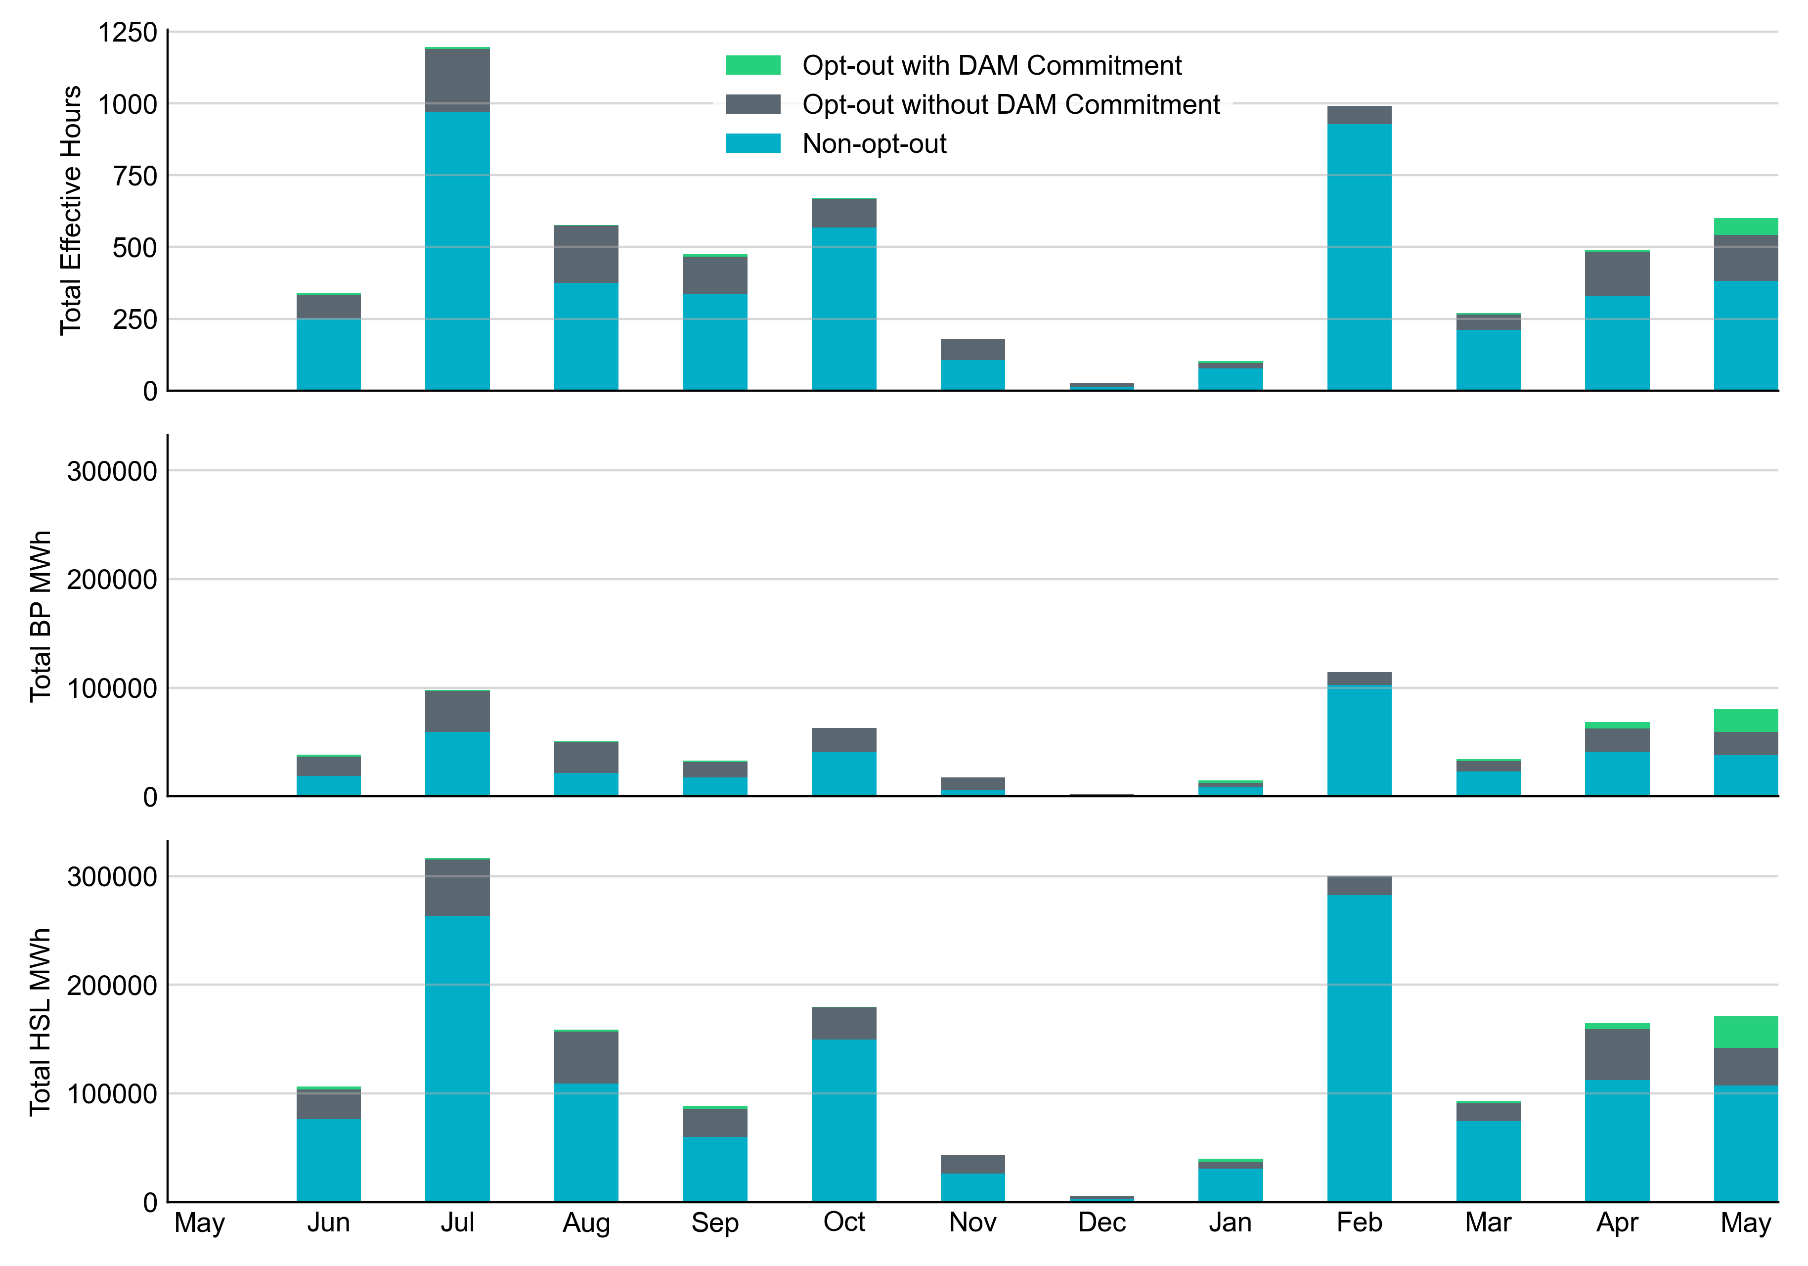 1250
1000
750
500
250
0
Total Effective Hours
Opt-out with DAM Commitment
Opt-out without DAM Commitment
Non-opt-out
300000
200000
100000
0
Total BP MWh
300000
200000
100000
0
Total HSL MWh
May Jun Jul Aug Sep Oct Nov Dec Jan Feb Mar Apr May